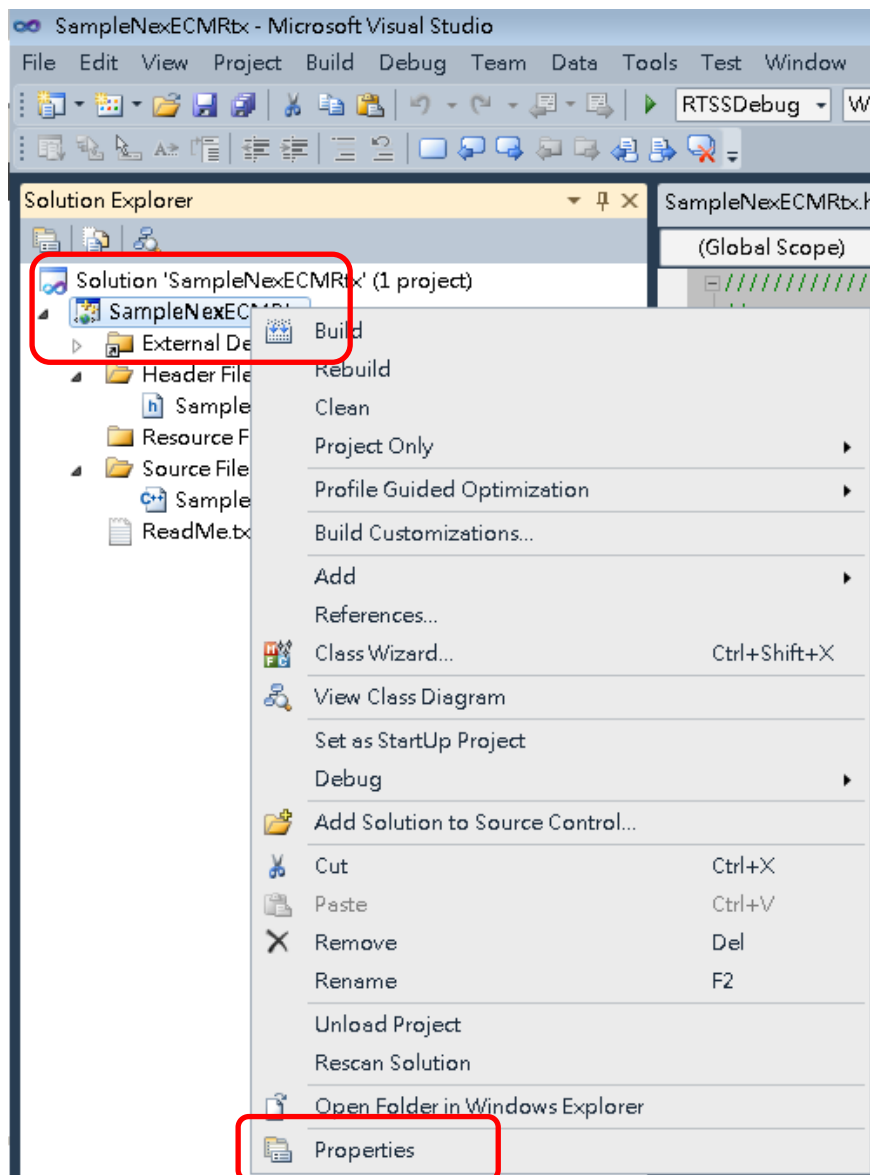 SampleNexECMRtx - Microsoft Visual Studio
File Edit View Project Build Debug Team Data Tools Test Window
RTSSDebug W
Solution Explorer
SampleNexECMRtx.h
(Global Scope)
Solution 'SampleNexECMRtx' (1 project)
////////////
SampleNexECMRtx
External De
Build
Header File
Rebuild
Sample
Clean
Resource F
Project Only
Source File
Sample
Profile Guided Optimization
ReadMe.tx
Build Customizations...
Add
References...
Class Wizard... Ctrl+Shift+X
View Class Diagram
Set as StartUp Project
Debug
Add Solution to Source Control...
Cut Ctrl+X
Paste Ctrl+V
Remove Del
Rename F2
Unload Project
Rescan Solution
Open Folder in Windows Explorer
Properties